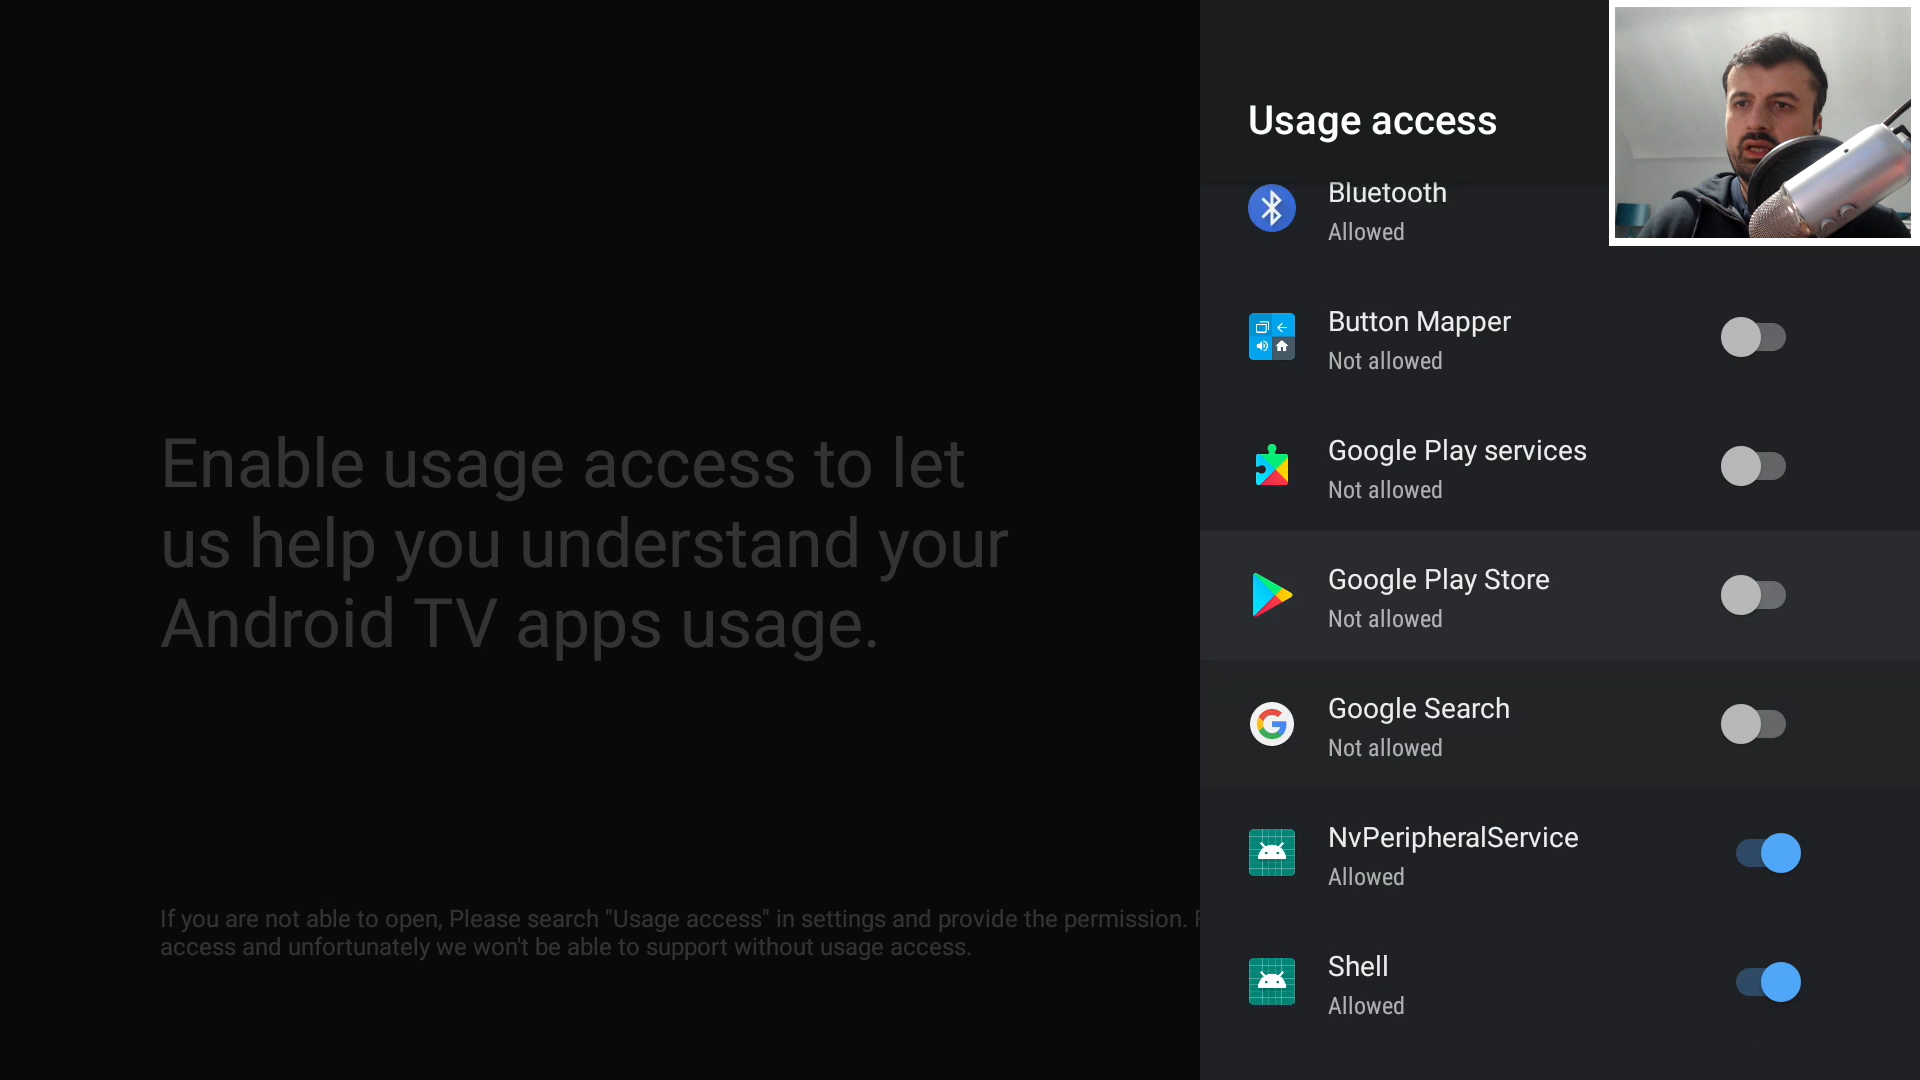 Usage access
Bluetooth
Allowed
Button Mapper
Not allowed
Google Play services
Not allowed
Enable usage access to let
us help you understand your
Android TV apps usage.
Google Play Store
Not allowed
Google Search
Not allowed
NvPeripheralService
Allowed
If you are not able to open, Please search "Usage access" in settings and provide the permission.
access and unfortunately we won't be able to support without usage access.
Shell
Allowed